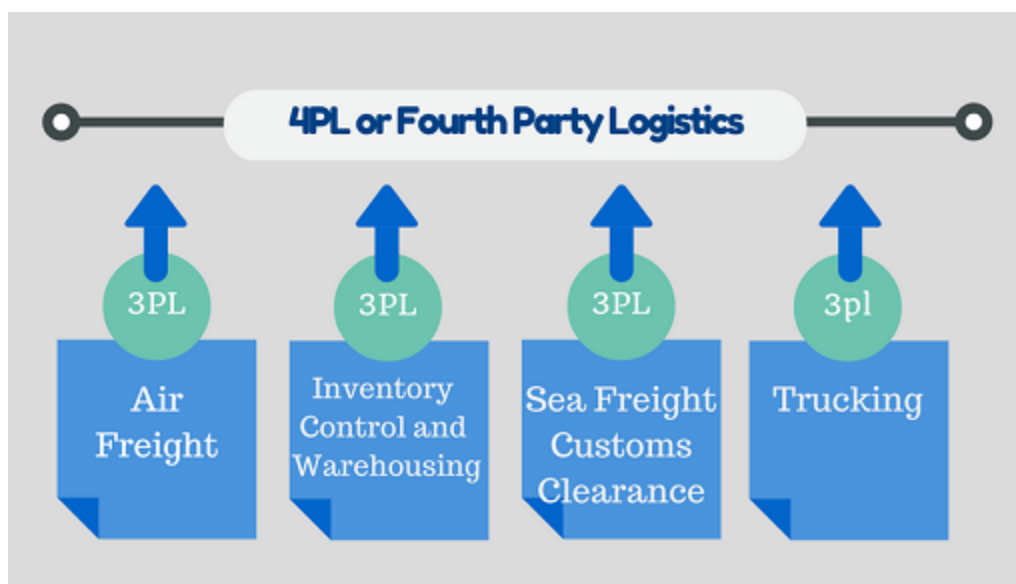 4PL or Fourth Party Logistics
3PL
3PL
3PL
3pl
Air
Freight
Inventory
Control and
Warehousing
Sea Freight
Customs
Clearance
Trucking